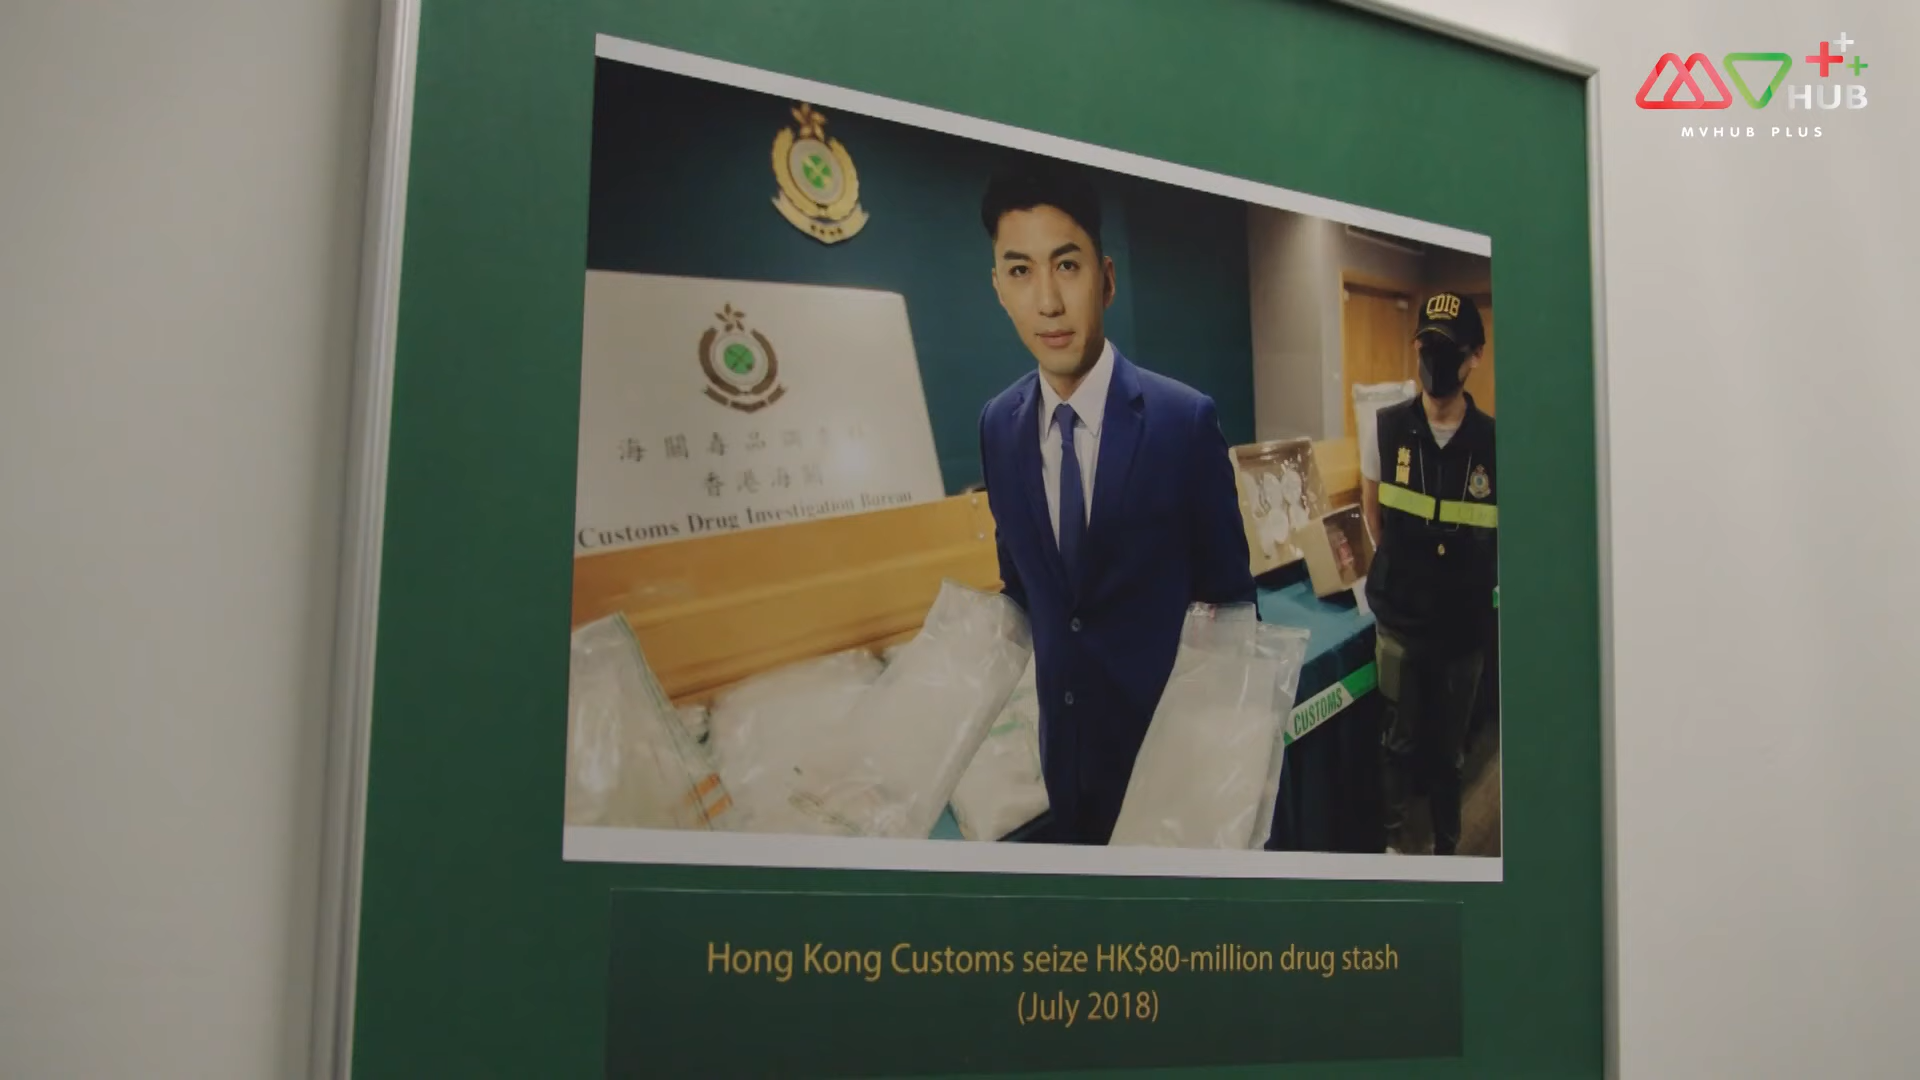 HUB
MVHUB PLUS
CDIB
海關毒品調查科
香港海關
Customs Drug Investigation Bureau
海關
CUSTOMS
Hong Kong Customs seize HK$80-million drug stash
(July 2018)